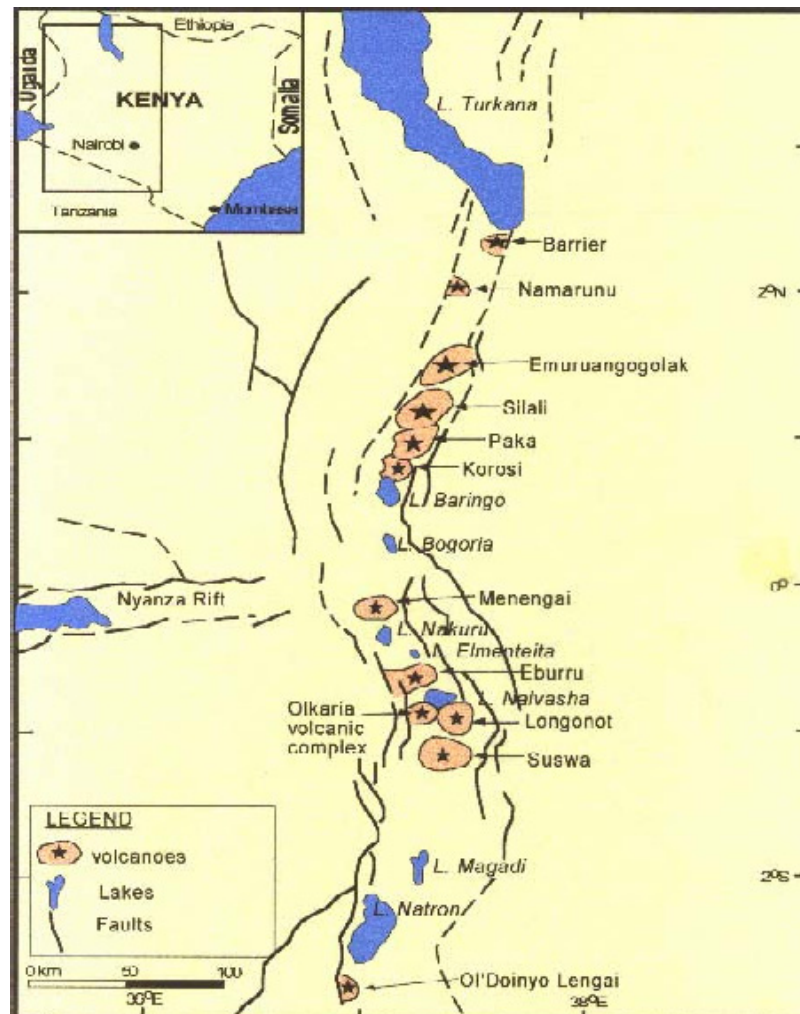 Ethiopia
Uganda
KENYA
Somalia
Nairobi
Tanzania
Mombasa
L. Turkana
Barrier
Namarunu
2°N
Emuruangogolak
Silali
Paka
Korosi
L. Baringo
L. Bogoria
0°
Nyanza Rift
Menengai
L. Nakuru
L. Elmenteita
Eburru
L. Naivasha
Olkaria
volcanic
complex
Longonot
Suswa
LEGEND
volcanoes
Lakes
Faults
L. Magadi
2°S
L. Natron
0 km 50 100
36°E
Ol'Doinyo Lengai
38°E